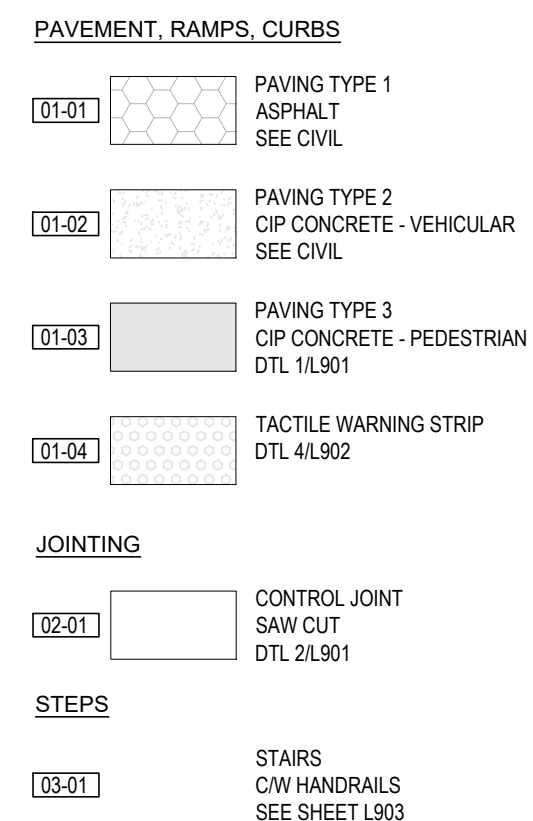 PAVEMENT, RAMPS, CURBS
01-01
PAVING TYPE 1
ASPHALT
SEE CIVIL
01-02
PAVING TYPE 2
CIP CONCRETE - VEHICULAR
SEE CIVIL
01-03
PAVING TYPE 3
CIP CONCRETE - PEDESTRIAN
DTL 1/L901
01-04
TACTILE WARNING STRIP
DTL 4/L902
JOINTING
02-01
CONTROL JOINT
SAW CUT
DTL 2/L901
STEPS
03-01
STAIRS
C/W HANDRAILS
SEE SHEET L903